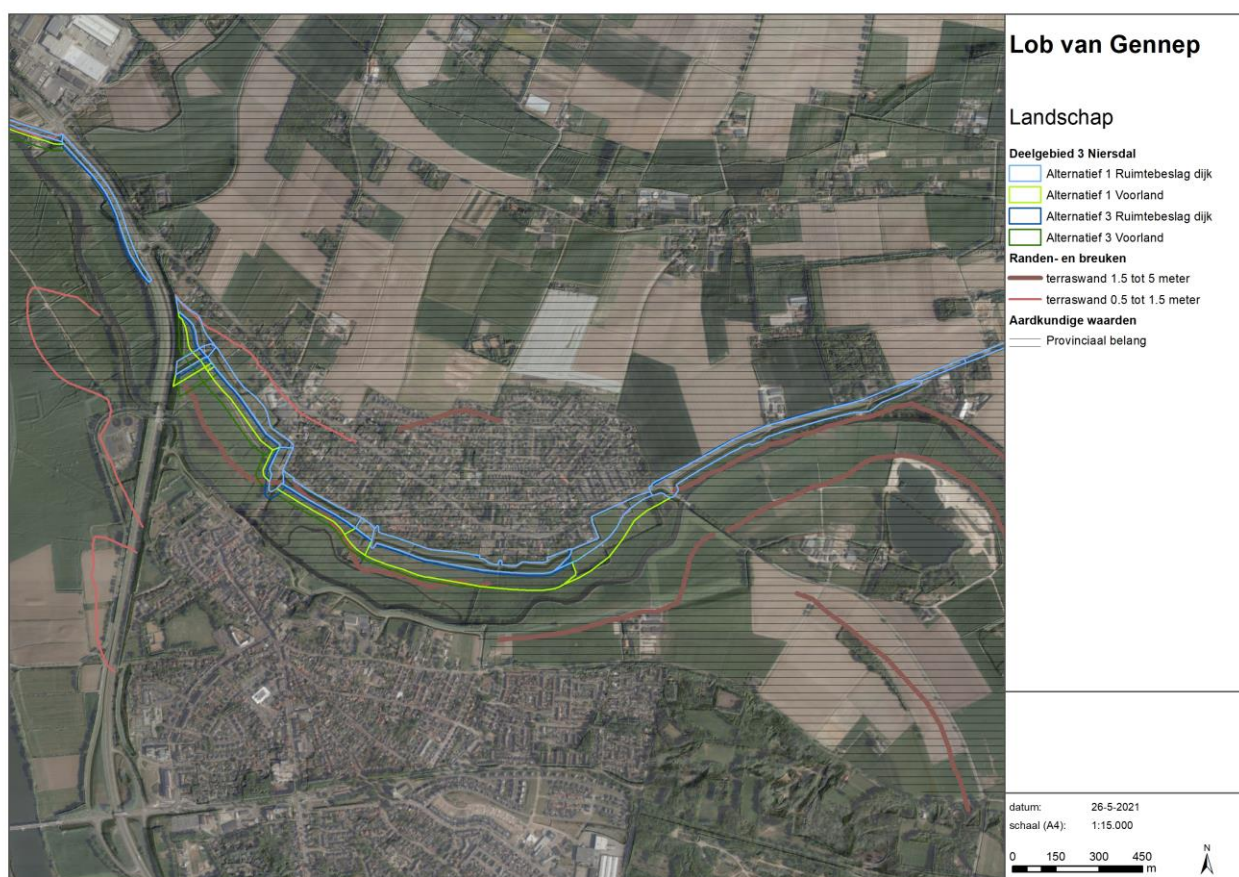 Lob van Gennep
Landschap
Deelgebied 3 Niersdal
Alternatief 1 Ruimtebeslag dijk
Alternatief 1 Voorland
Alternatief 3 Ruimtebeslag dijk
Alternatief 3 Voorland
Randen- en breuken
terraswand 1.5 tot 5 meter
terraswand 0.5 tot 1.5 meter
Aardkundige waarden
Provinciaal belang
datum: 26-5-2021
schaal (A4): 1:15.000
0 150 300 450
m
N